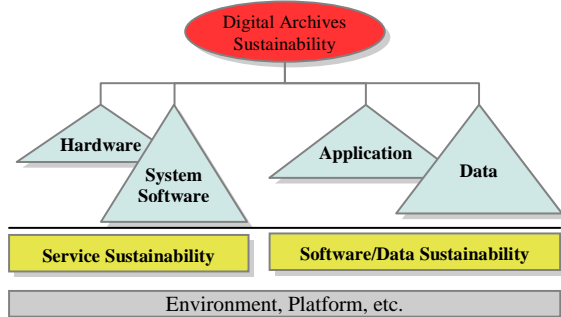 Digital Archives
Sustainability
Hardware
System
Software
Application
Data
Service Sustainability
Software/Data Sustainability
Environment, Platform, etc.